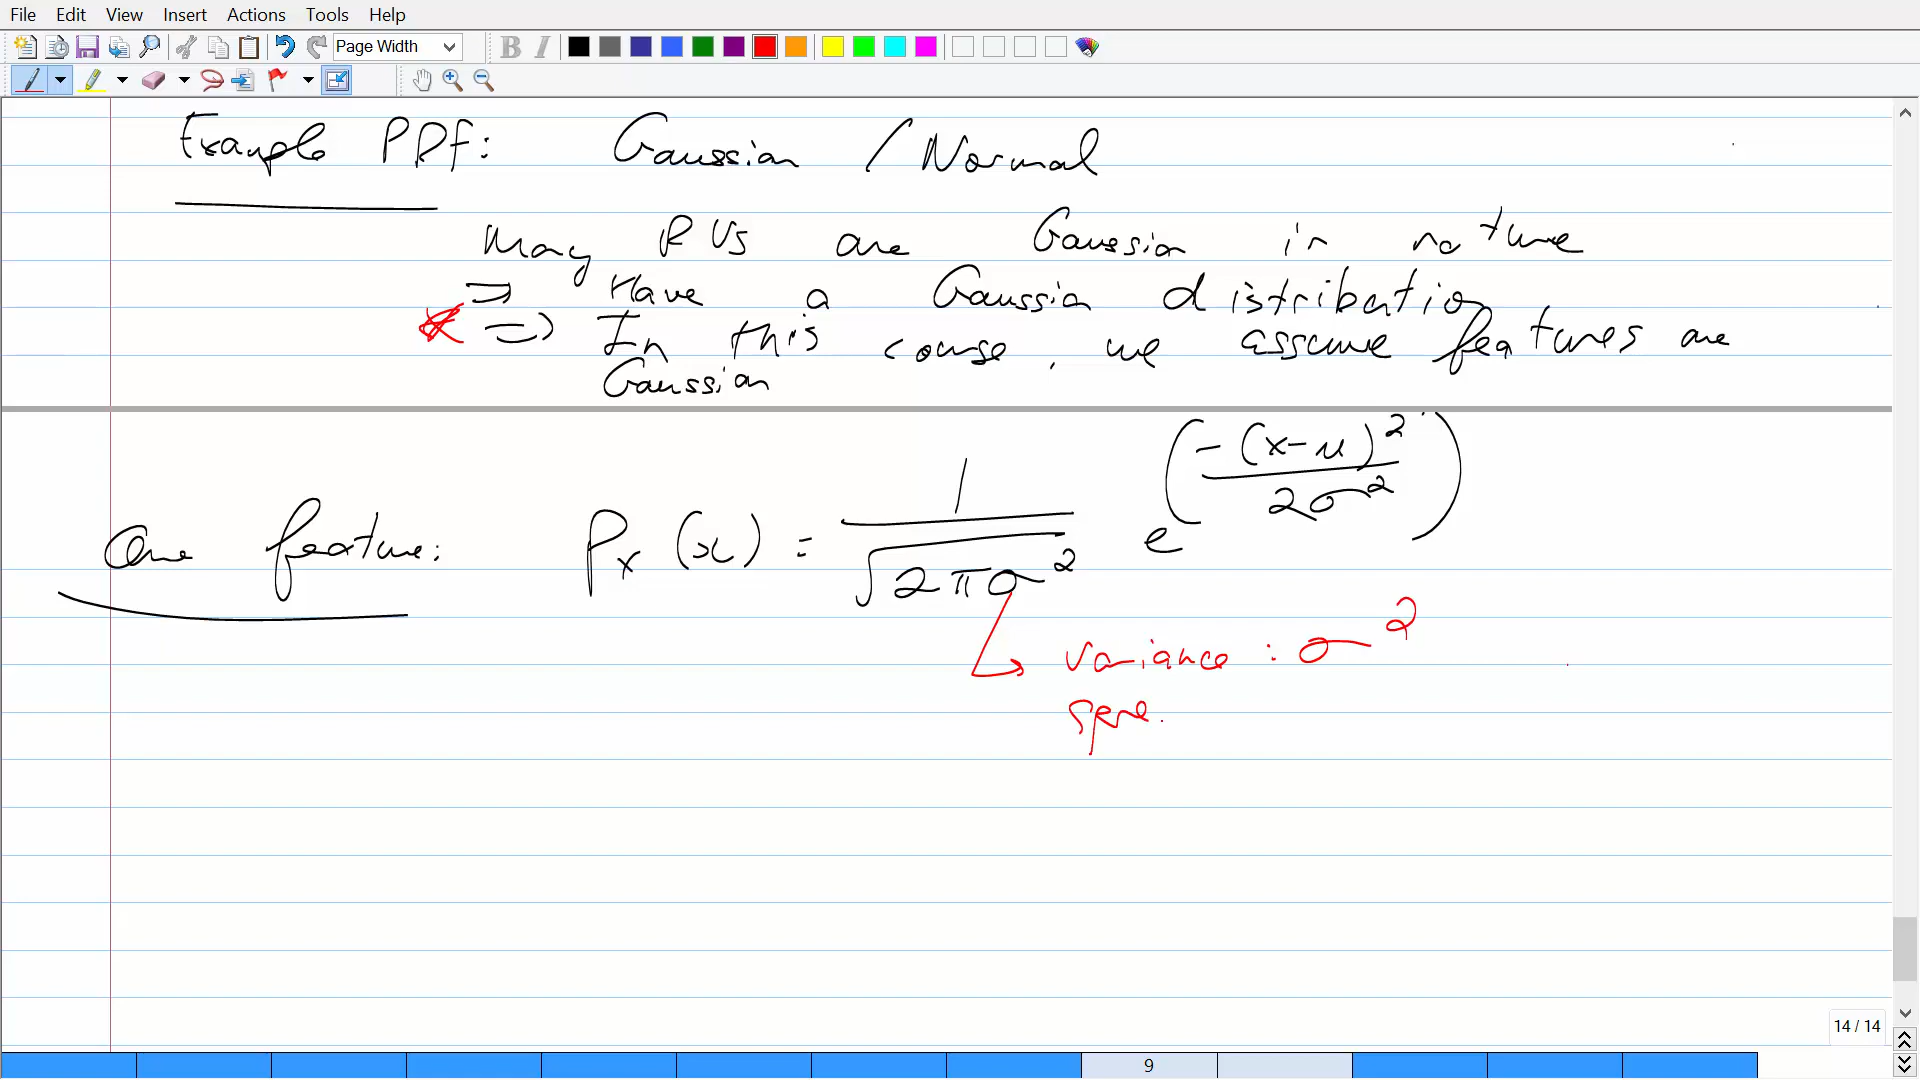 File Edit View Insert Actions Tools Help
Page Width
B I
Example PDF: Gaussian / Normal
Many RVs are Gaussian in nature
⇒ Have a Gaussian distribution
⇒ In this course, we assume features are
Gaussian
One feature: Px (x) = 1 / √2πσ² e^(-(x-μ)² / 2σ²)
variance : σ²
14 / 14
9